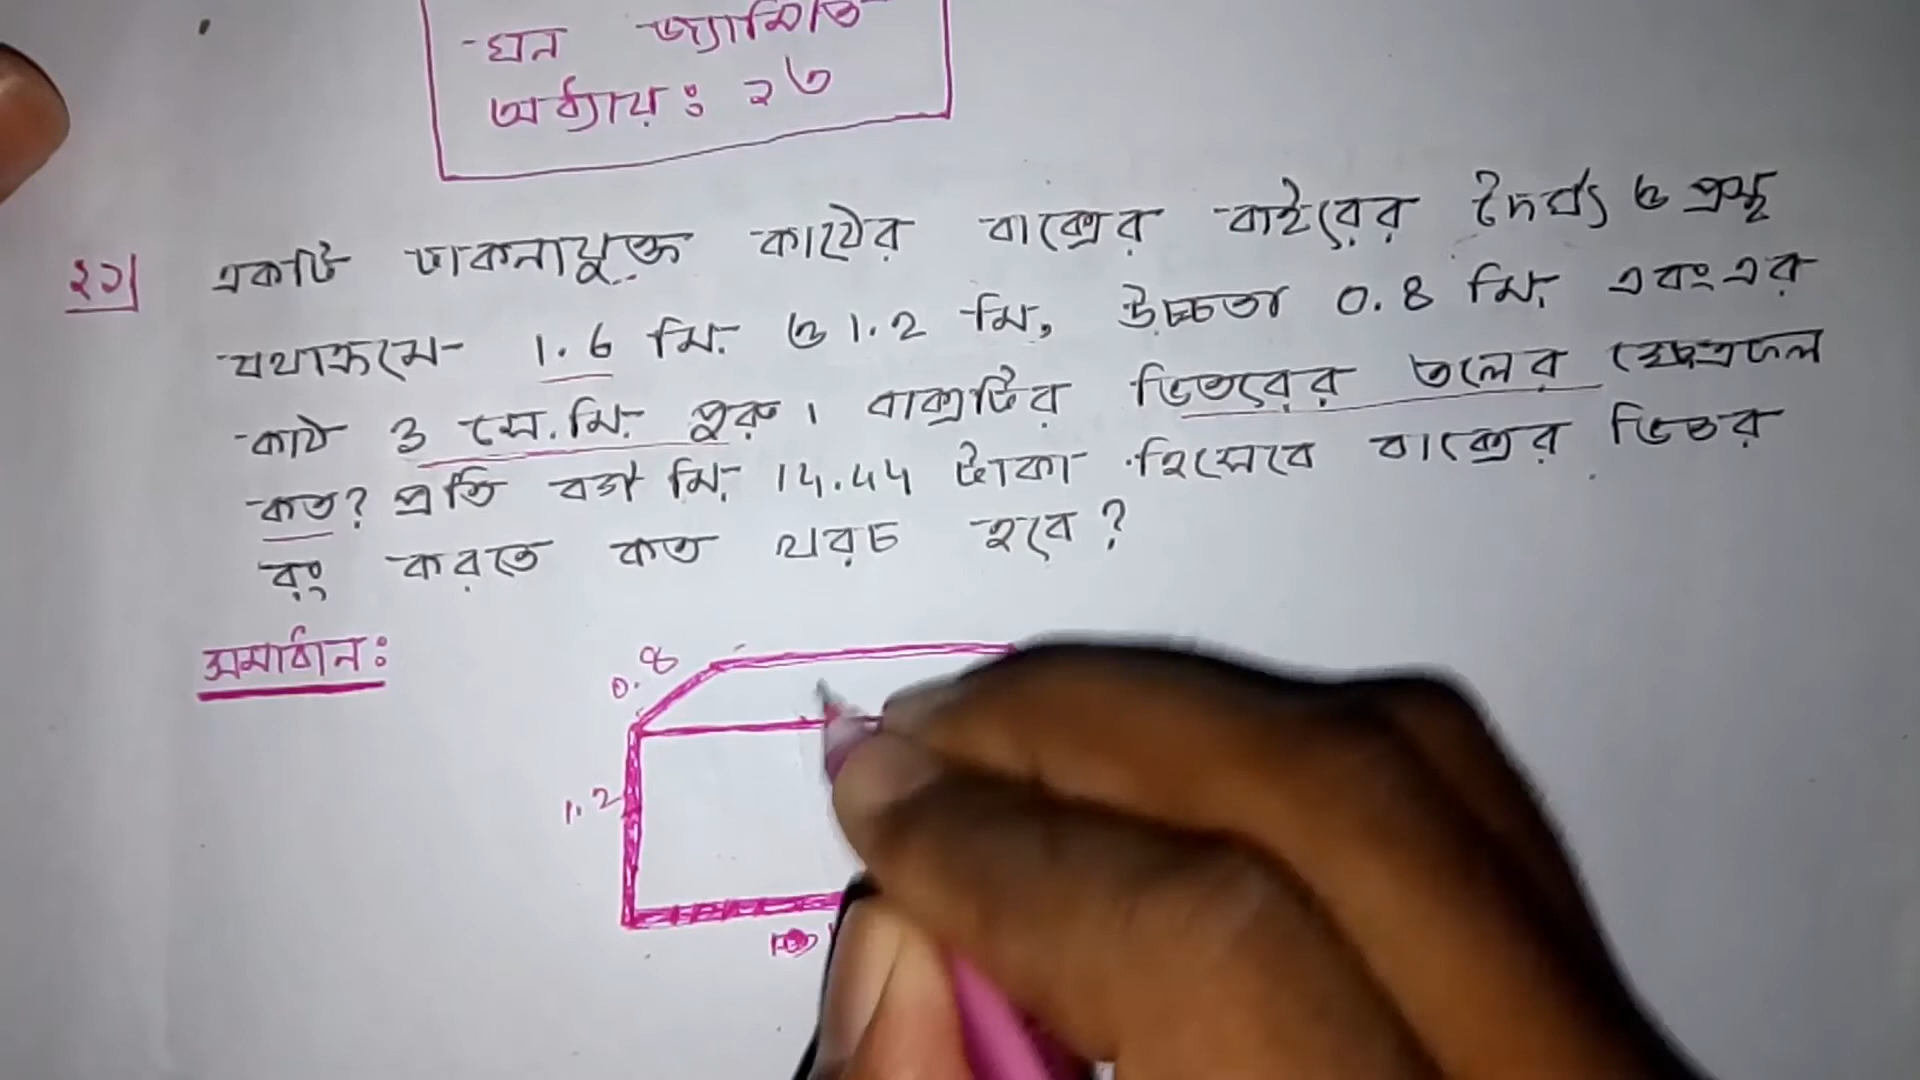 ঘন জ্যামিতি
অধ্যায়ঃ ২৩
২১| একটি ঢাকনাযুক্ত কাঠের বাক্সের বাইরের দৈর্ঘ্য ও প্রস্থ
যথাক্রমে 1.6 মি. ও 1.2 মি, উচ্চতা 0.8 মি. এবং এর
কাঠ 3 সে.মি. পুরু। বাক্সটির ভিতরের তলের ক্ষেত্রফল
কত? প্রতি বর্গ মি. 14.44 টাকা হিসেবে বাক্সের ভিতর
রং করতে কত খরচ হবে?
সমাধানঃ
0.8
1.2